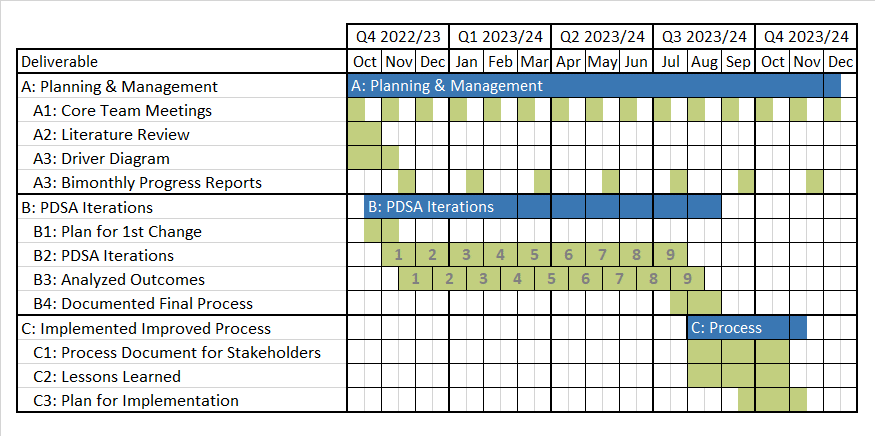 Q4 2022/23 Q1 2023/24 Q2 2023/24 Q3 2023/24 Q4 2023/24
Deliverable Oct Nov Dec Jan Feb Mar Apr May Jun Jul Aug Sep Oct Nov Dec
A: Planning & Management A: Planning & Management
A1: Core Team Meetings
A2: Literature Review
A3: Driver Diagram
A3: Bimonthly Progress Reports
B: PDSA Iterations B: PDSA Iterations
B1: Plan for 1st Change
B2: PDSA Iterations 1 2 3 4 5 6 7 8 9
B3: Analyzed Outcomes 1 2 3 4 5 6 7 8 9
B4: Documented Final Process
C: Implemented Improved Process C: Process
C1: Process Document for Stakeholders
C2: Lessons Learned
C3: Plan for Implementation